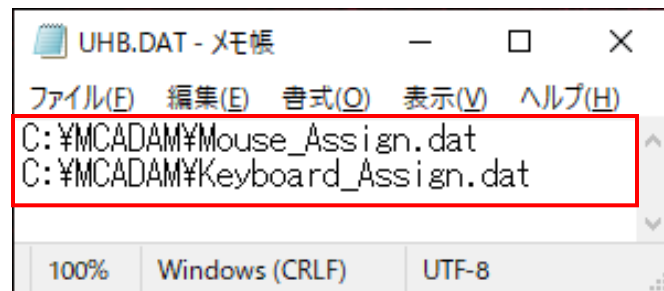 UHB.DAT - メモ帳
ファイル(F) 編集(E) 書式(O) 表示(V) ヘルプ(H)
C:¥MCADAM¥Mouse_Assign.dat
C:¥MCADAM¥Keyboard_Assign.dat
100% Windows (CRLF) UTF-8